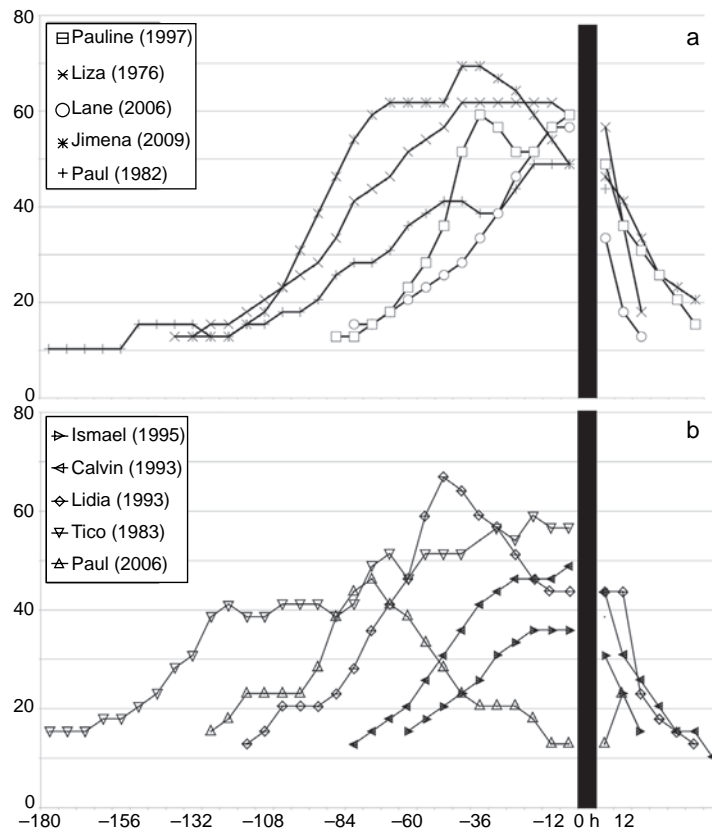 80
60
40
20
0
a
Pauline (1997)
Liza (1976)
Lane (2006)
Jimena (2009)
Paul (1982)
80
60
40
20
0
b
Ismael (1995)
Calvin (1993)
Lidia (1993)
Tico (1983)
Paul (2006)
–180 –156 –132 –108 –84 –60 –36 –12 0 h 12